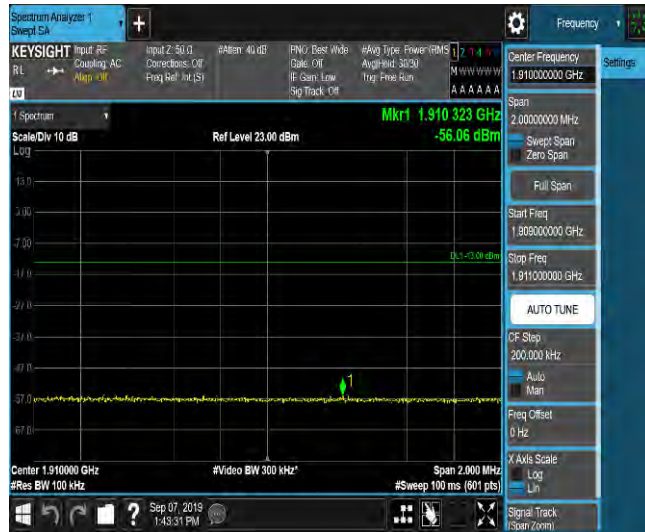 Spectrum Analyzer 1
Swept SA
Frequency
KEYSIGHT
RL
Input: RF
Coupling: AC
Align: Off
Input Z: 50 Ω
Corrections: Off
Freq Ref: Int (S)
#Atten: 40 dB
PNO: Best Wide
Gate: Off
IF Gain: Low
Sig Track: Off
#Avg Type: Power (RMS
Avg|Hold: 30/30
Trig: Free Run
M W W W W W
A A A A A A
Center Frequency
1.910000000 GHz
Settings
Span
2.00000000 MHz
Swept Span
Zero Span
Full Span
Start Freq
1.909000000 GHz
Stop Freq
1.911000000 GHz
AUTO TUNE
CF Step
200.000 kHz
Auto
Man
Freq Offset
0 Hz
X Axis Scale
Log
Lin
Signal Track
(Span Zoom)
1 Spectrum
Mkr1 1.910 323 GHz
Scale/Div 10 dB
Ref Level 23.00 dBm
-56.06 dBm
Log
13.0
3.00
-7.00
DL1 -13.00 dBm
-17.0
-27.0
-37.0
-47.0
1
-57.0
-67.0
Center 1.910000 GHz
#Video BW 300 kHz*
Span 2.000 MHz
#Res BW 100 kHz
#Sweep 100 ms (601 pts)
?
Sep 07, 2019
1:43:31 PM